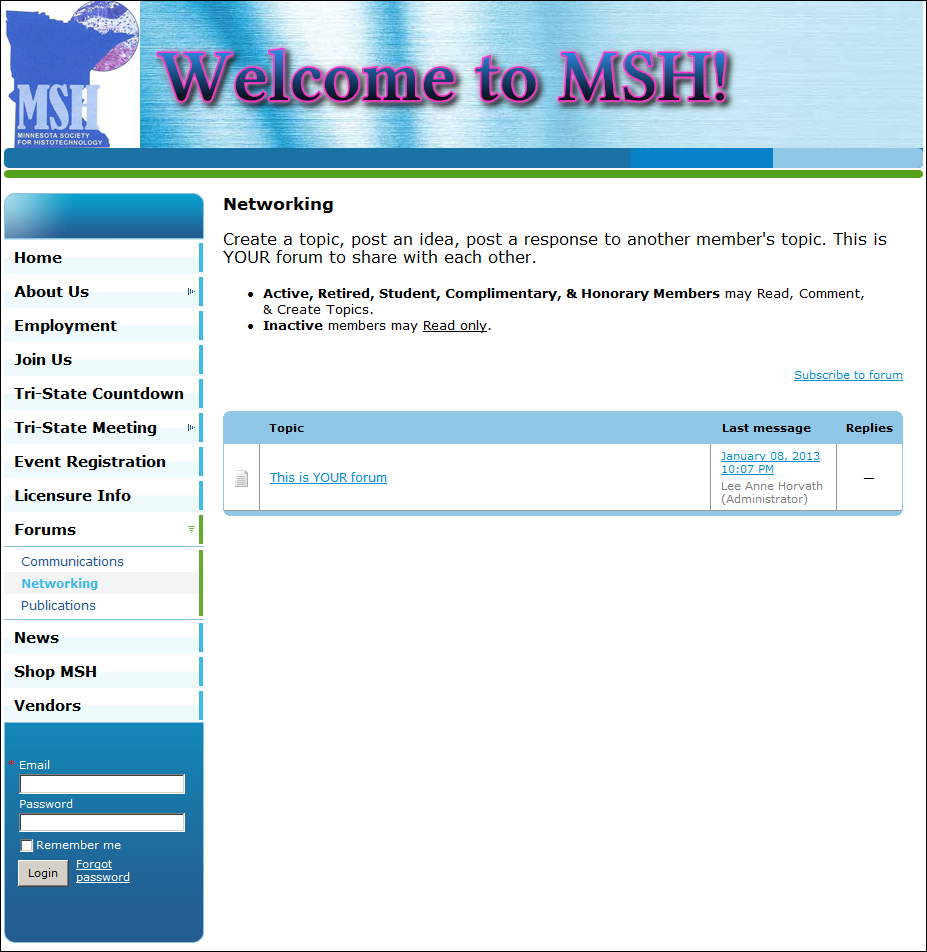 Welcome to MSH!
MSH
MINNESOTA SOCIETY
FOR HISTOTECHNOLOGY
Home
About Us
Employment
Join Us
Tri-State Countdown
Tri-State Meeting
Event Registration
Licensure Info
Forums
Communications
Networking
Publications
News
Shop MSH
Vendors
* Email
Password
Remember me
Login
Forgot
password
Networking
Create a topic, post an idea, post a response to another member's topic. This is
YOUR forum to share with each other.
• Active, Retired, Student, Complimentary, & Honorary Members may Read, Comment,
& Create Topics.
• Inactive members may Read only.
Subscribe to forum
Topic Last message Replies
This is YOUR forum
January 08, 2013
10:07 PM
Lee Anne Horvath
(Administrator)
—